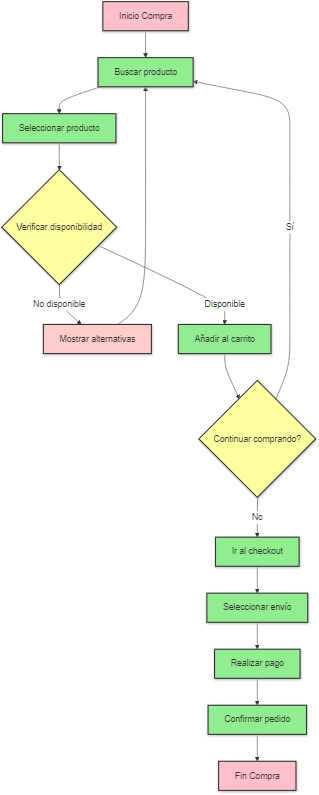 Inicio Compra
Buscar producto
Seleccionar producto
Verificar disponibilidad
Sí
No disponible
Disponible
Mostrar alternativas
Añadir al carrito
Continuar comprando?
No
Ir al checkout
Seleccionar envío
Realizar pago
Confirmar pedido
Fin Compra